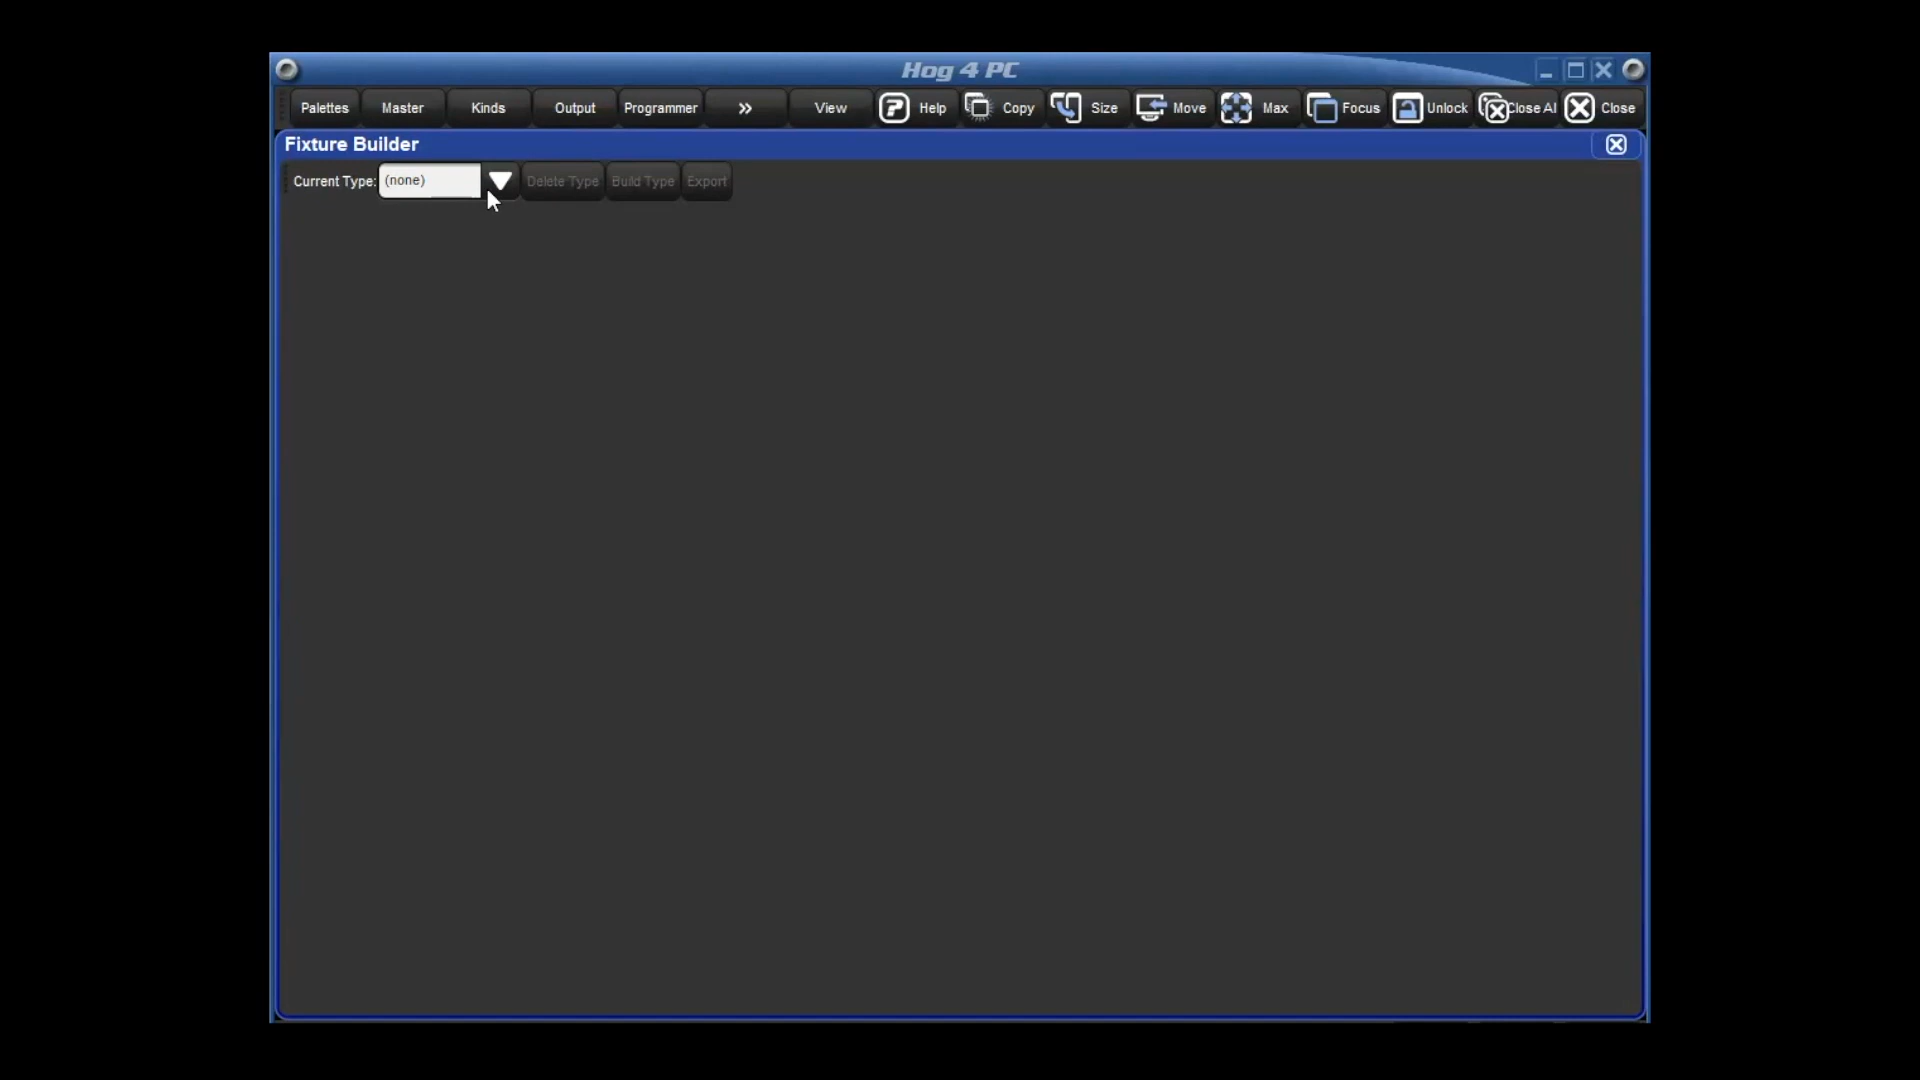 Hog 4 PC
Palettes Master Kinds Output Programmer » View Help Copy Size Move Max Focus Unlock Close Al Close
Fixture Builder
Current Type: (none) Delete Type Build Type Export